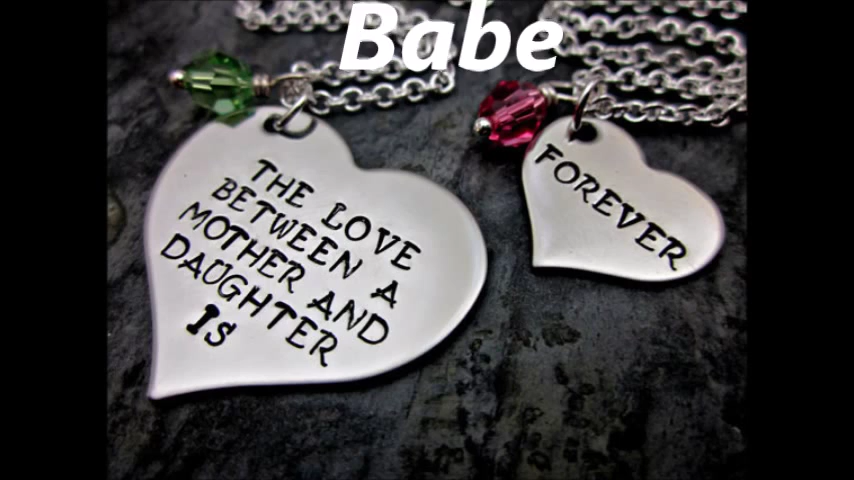 Babe
THE LOVE
BETWEEN A
MOTHER AND
DAUGHTER
IS
FOREVER